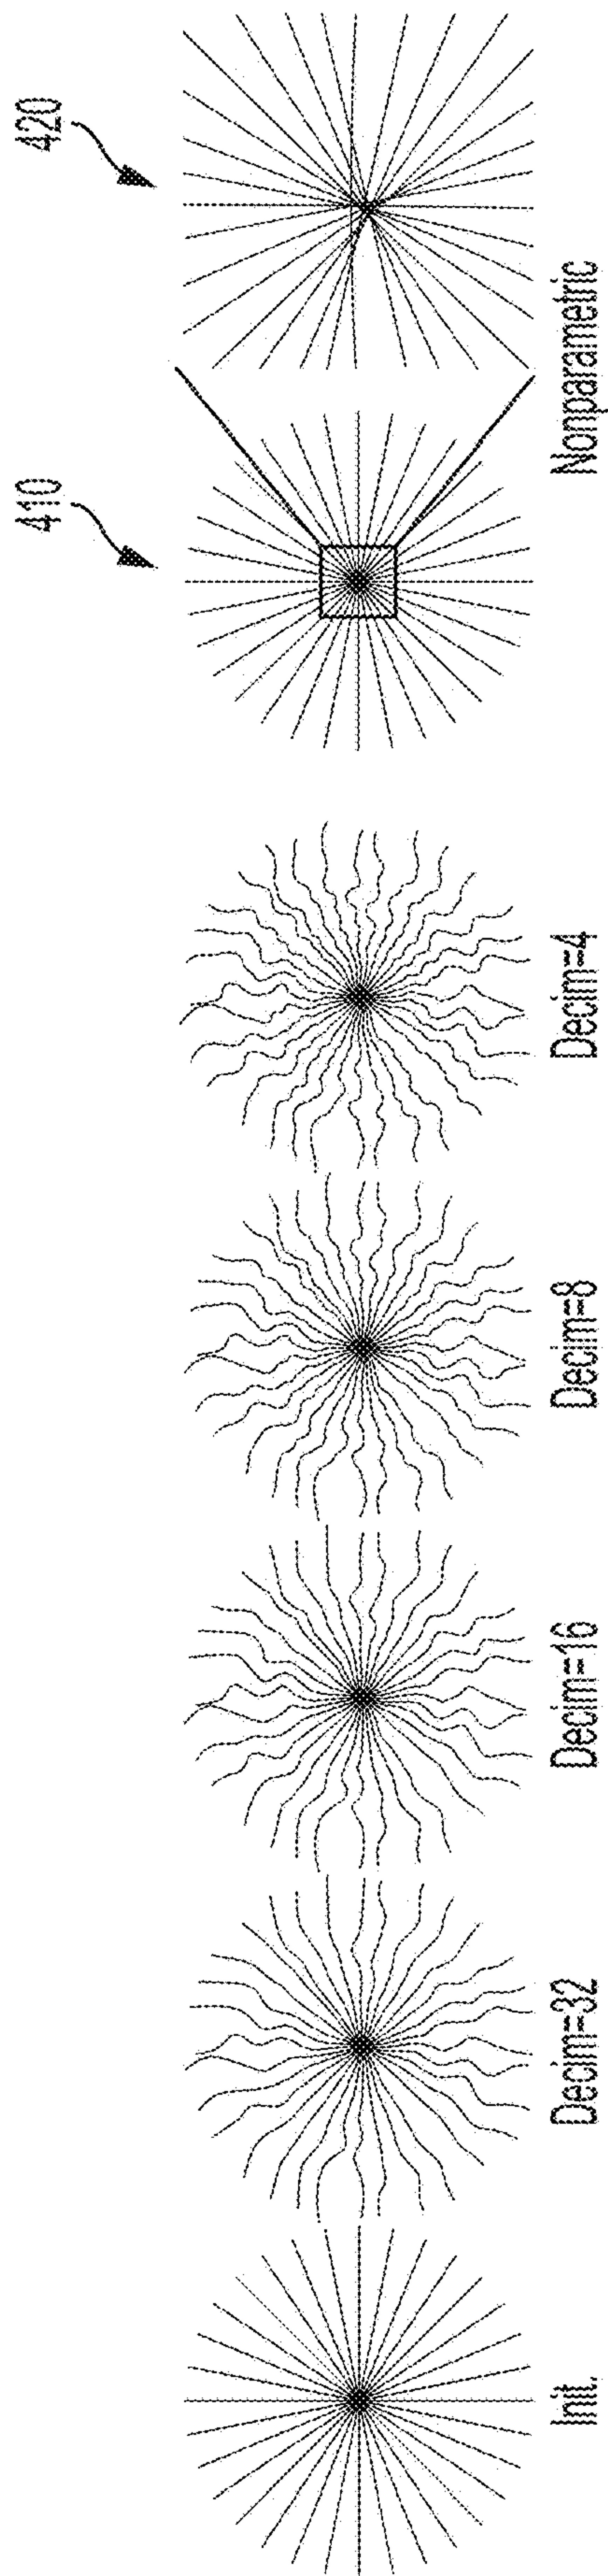 Init.
Decim=32
Decim=16
Decim=8
Decim=4
410
420
Nonparametric